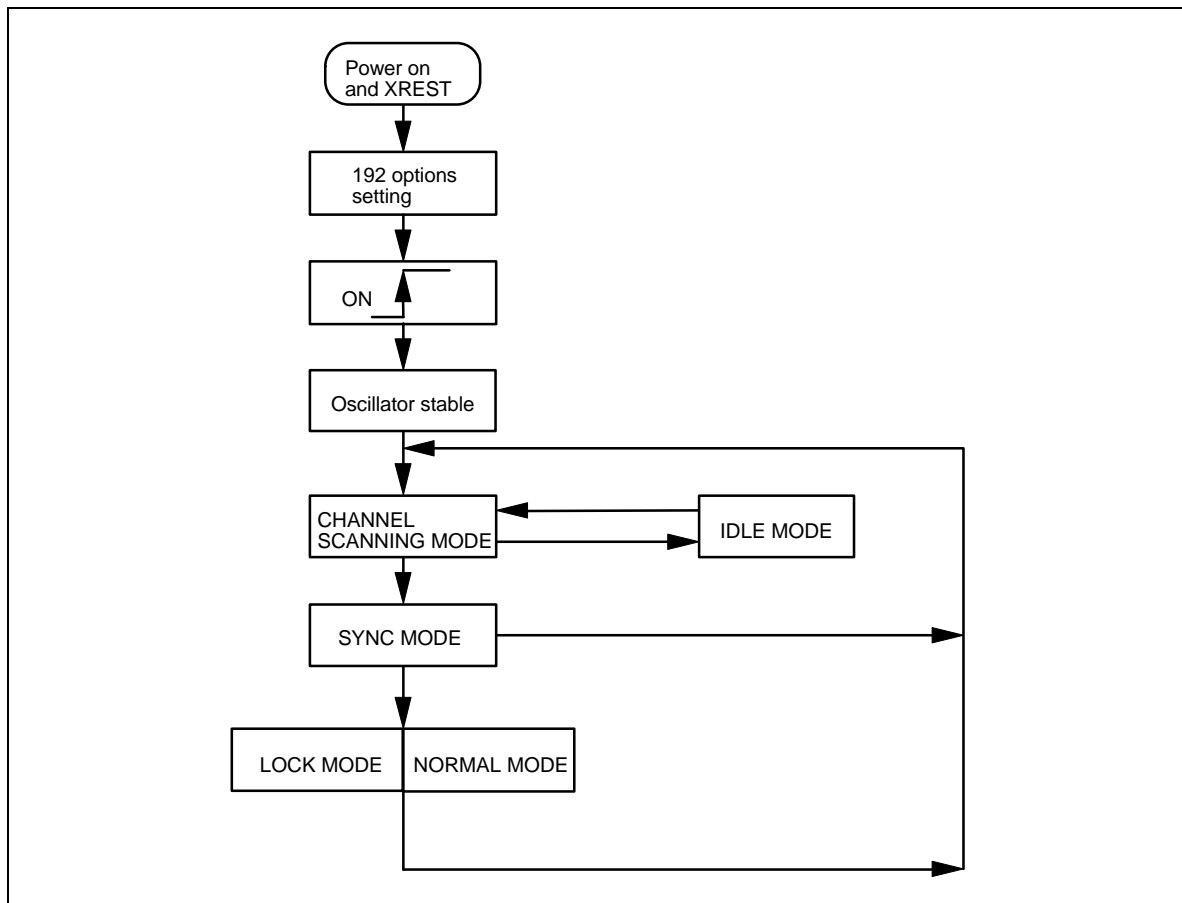 Power on
and XREST
192 options
setting
ON
Oscillator stable
CHANNEL
SCANNING MODE
IDLE MODE
SYNC MODE
LOCK MODE
NORMAL MODE